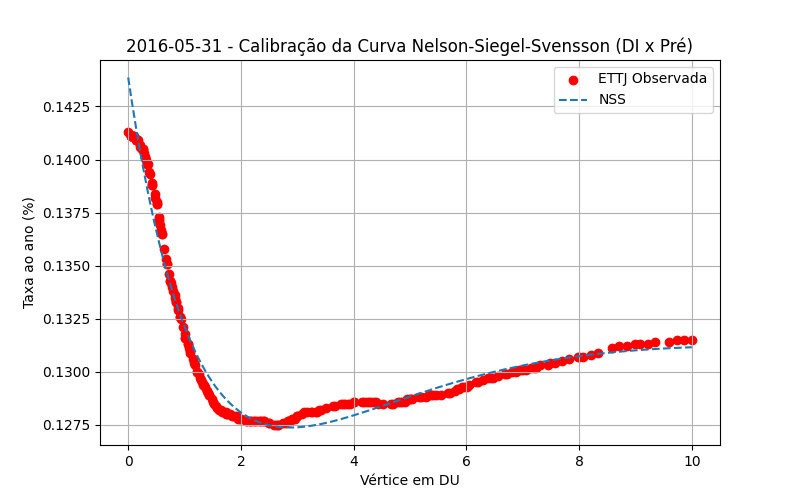 2016-05-31 - Calibração da Curva Nelson-Siegel-Svensson (DI x Pré)
ETTJ Observada
NSS
Taxa ao ano (%)
0.1425
0.1400
0.1375
0.1350
0.1325
0.1300
0.1275
0 2 4 6 8 10
Vértice em DU